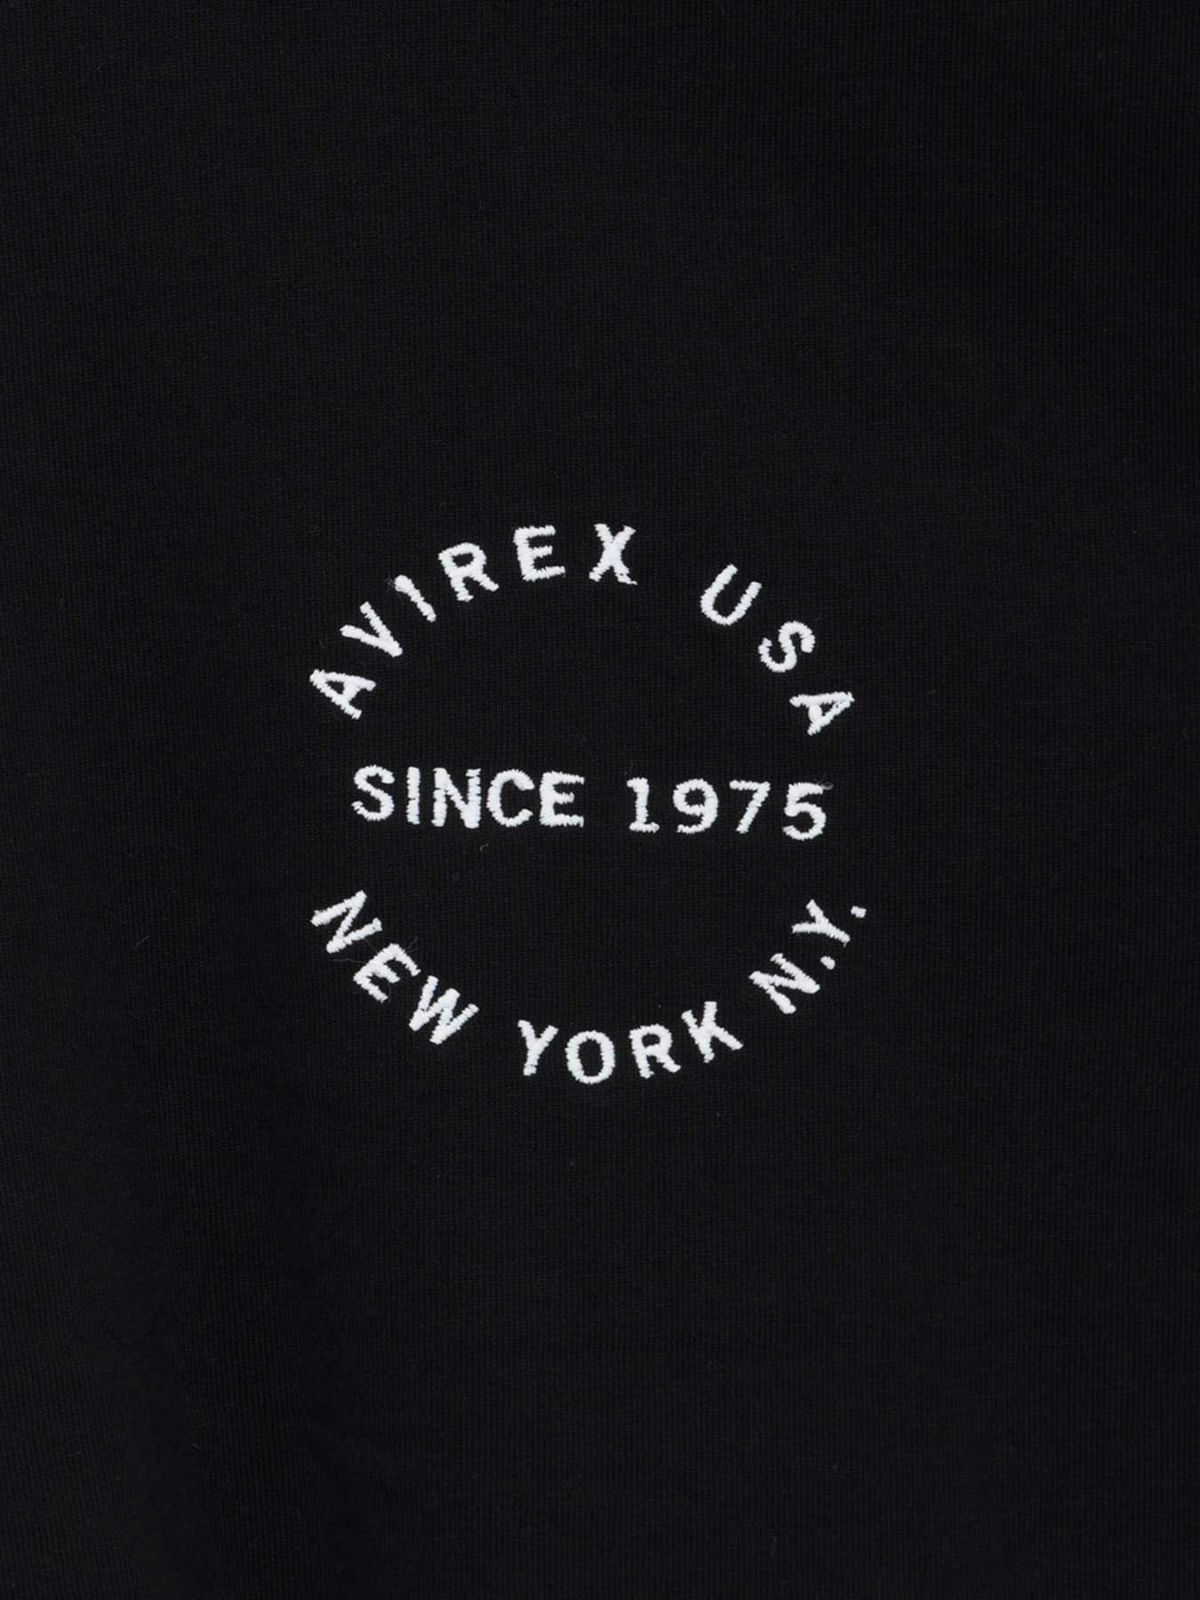 AVIREX USA
SINCE 1975
NEW YORK N.Y.